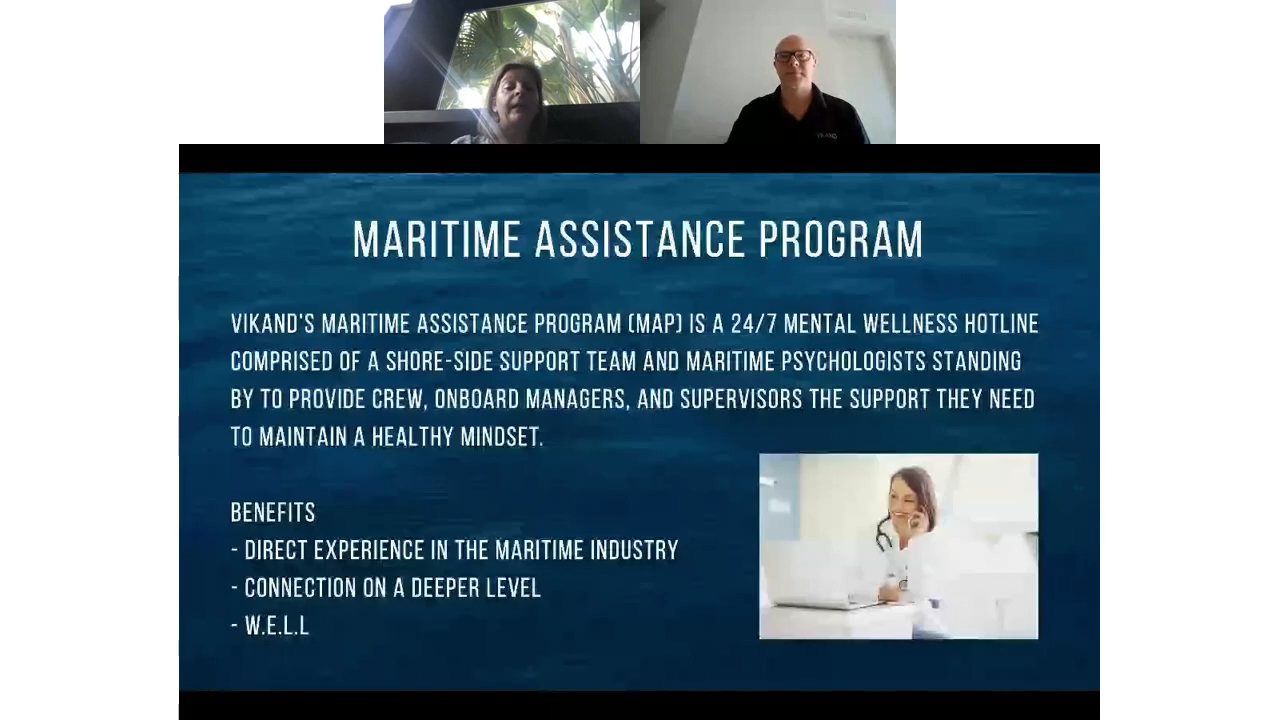 MARITIME ASSISTANCE PROGRAM
VIKAND'S MARITIME ASSISTANCE PROGRAM (MAP) IS A 24/7 MENTAL WELLNESS HOTLINE
COMPRISED OF A SHORE-SIDE SUPPORT TEAM AND MARITIME PSYCHOLOGISTS STANDING
BY TO PROVIDE CREW, ONBOARD MANAGERS, AND SUPERVISORS THE SUPPORT THEY NEED
TO MAINTAIN A HEALTHY MINDSET.
BENEFITS
- DIRECT EXPERIENCE IN THE MARITIME INDUSTRY
- CONNECTION ON A DEEPER LEVEL
- W.E.L.L